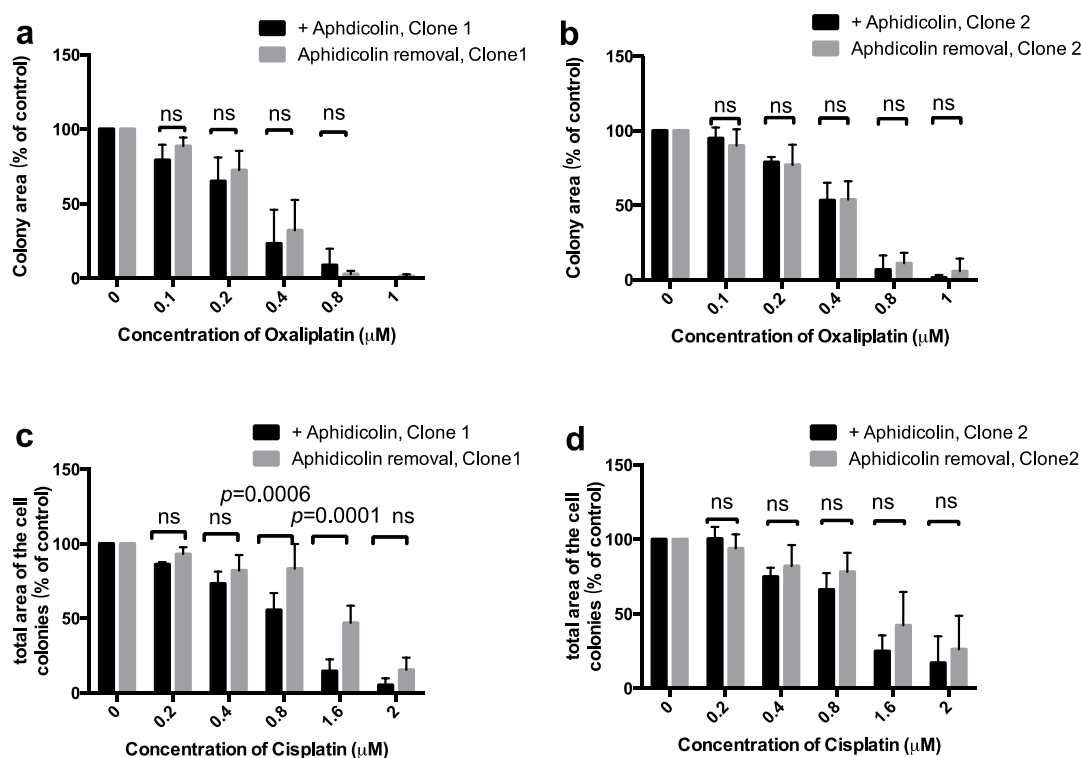 a
+ Aphidicolin, Clone 1
Aphidicolin removal, Clone1
150
100
50
0
Colony area (% of control)
ns
ns
ns
ns
0
0.1
0.2
0.4
0.8
1
Concentration of Oxaliplatin (μM)
b
+ Aphidicolin, Clone 2
Aphdicolin removal, Clone 2
150
100
50
0
Colony area (% of control)
ns
ns
ns
ns
ns
0
0.1
0.2
0.4
0.8
1
Concentration of Oxaliplatin (μM)
c
+ Aphidicolin, Clone 1
Aphidicolin removal, Clone1
150
100
50
0
total area of the cell
colonies (% of control)
ns
ns
p=0.0006
p=0.0001
ns
0
0.2
0.4
0.8
1.6
2
Concentration of Cisplatin (μM)
d
+ Aphidicolin, Clone 2
Aphidicolin removal, Clone2
150
100
50
0
total area of the cell
colonies (% of control)
ns
ns
ns
ns
ns
0
0.2
0.4
0.8
1.6
2
Concentration of Cisplatin (μM)